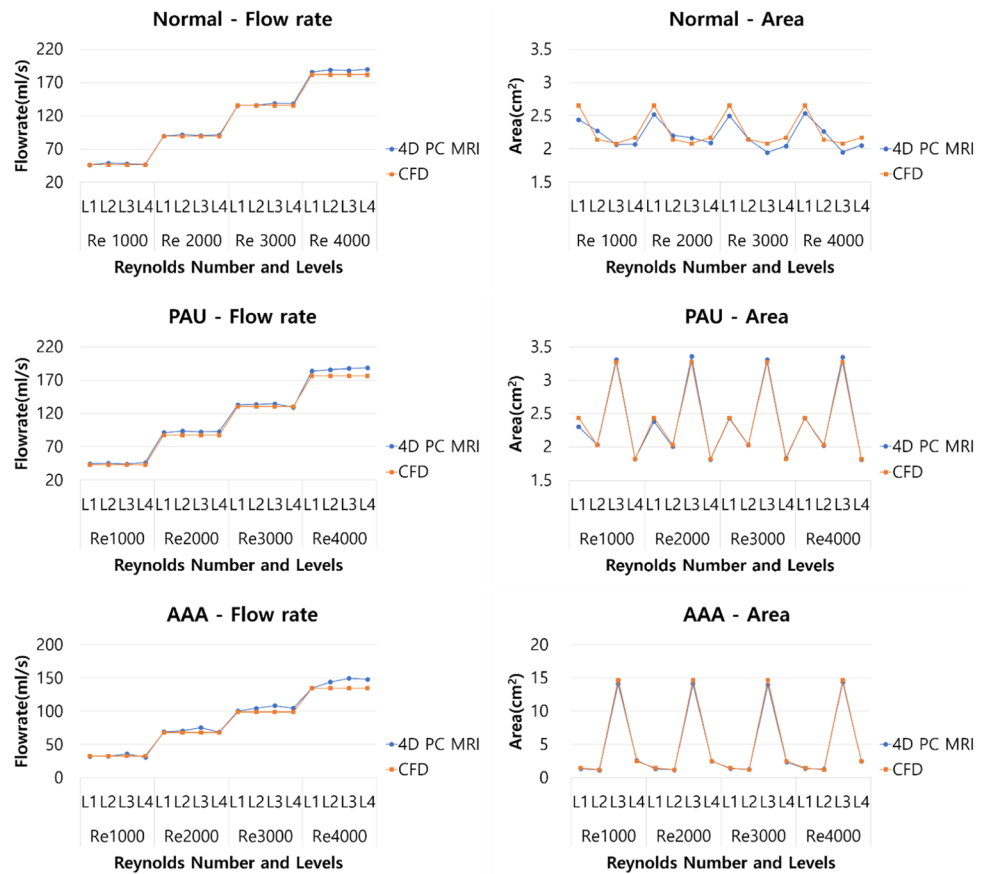 Normal - Flow rate
Flowrate(ml/s)
220
170
120
70
20
L1 L2 L3 L4 L1 L2 L3 L4 L1 L2 L3 L4 L1 L2 L3 L4
Re 1000 Re 2000 Re 3000 Re 4000
Reynolds Number and Levels
4D PC MRI
CFD
Normal - Area
Area(cm²)
3.5
3
2.5
2
1.5
L1 L2 L3 L4 L1 L2 L3 L4 L1 L2 L3 L4 L1 L2 L3 L4
Re 1000 Re 2000 Re 3000 Re 4000
Reynolds Number and Levels
4D PC MRI
CFD
PAU - Flow rate
Flowrate(ml/s)
220
170
120
70
20
L1 L2 L3 L4 L1 L2 L3 L4 L1 L2 L3 L4 L1 L2 L3 L4
Re1000 Re2000 Re3000 Re4000
Reynolds Number and Levels
4D PC MRI
CFD
PAU - Area
Area(cm²)
3.5
3
2.5
2
1.5
L1 L2 L3 L4 L1 L2 L3 L4 L1 L2 L3 L4 L1 L2 L3 L4
Re1000 Re2000 Re3000 Re4000
Reynolds Number and Levels
4D PC MRI
CFD
AAA - Flow rate
Flowrate(ml/s)
200
150
100
50
0
L1 L2 L3 L4 L1 L2 L3 L4 L1 L2 L3 L4 L1 L2 L3 L4
Re1000 Re2000 Re3000 Re4000
Reynolds Number and Levels
4D PC MRI
CFD
AAA - Area
Area(cm²)
20
15
10
5
0
L1 L2 L3 L4 L1 L2 L3 L4 L1 L2 L3 L4 L1 L2 L3 L4
Re1000 Re2000 Re3000 Re4000
Reynolds Number and Levels
4D PC MRI
CFD